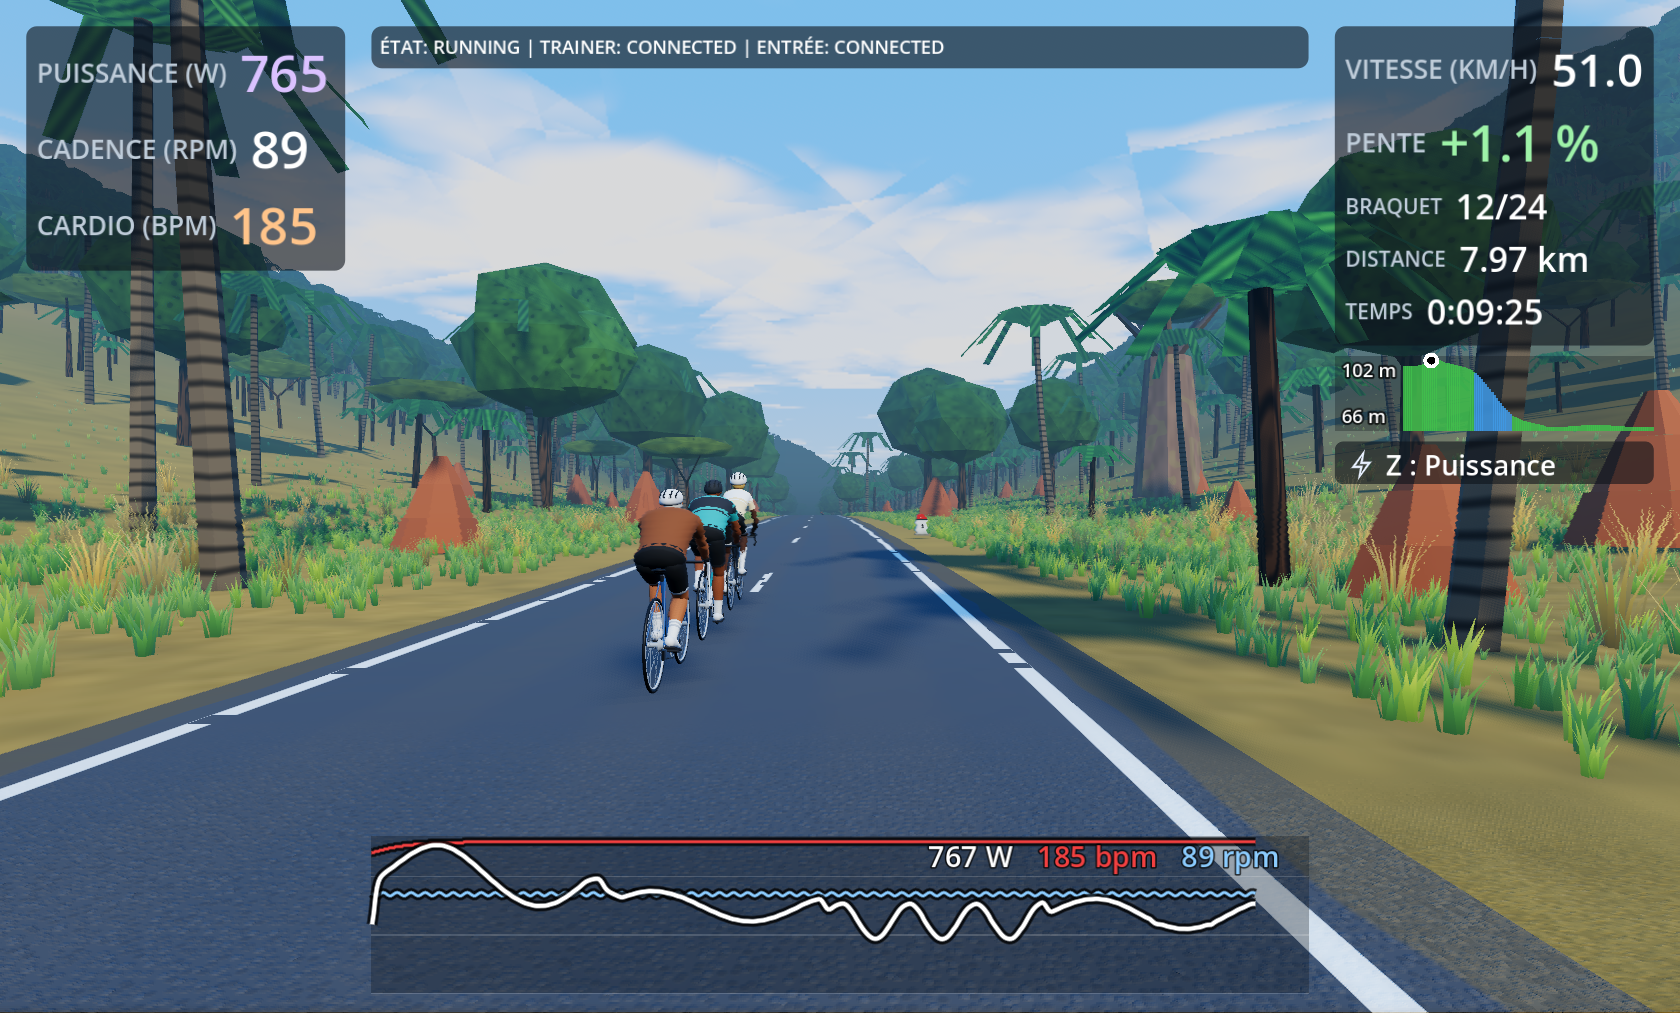 PUISSANCE (W) 765
CADENCE (RPM) 89
CARDIO (BPM) 185
ÉTAT: RUNNING | TRAINER: CONNECTED | ENTRÉE: CONNECTED
VITESSE (KM/H) 51.0
PENTE +1.1 %
BRAQUET 12/24
DISTANCE 7.97 km
TEMPS 0:09:25
102 m
66 m
Z : Puissance
767 W 185 bpm 89 rpm